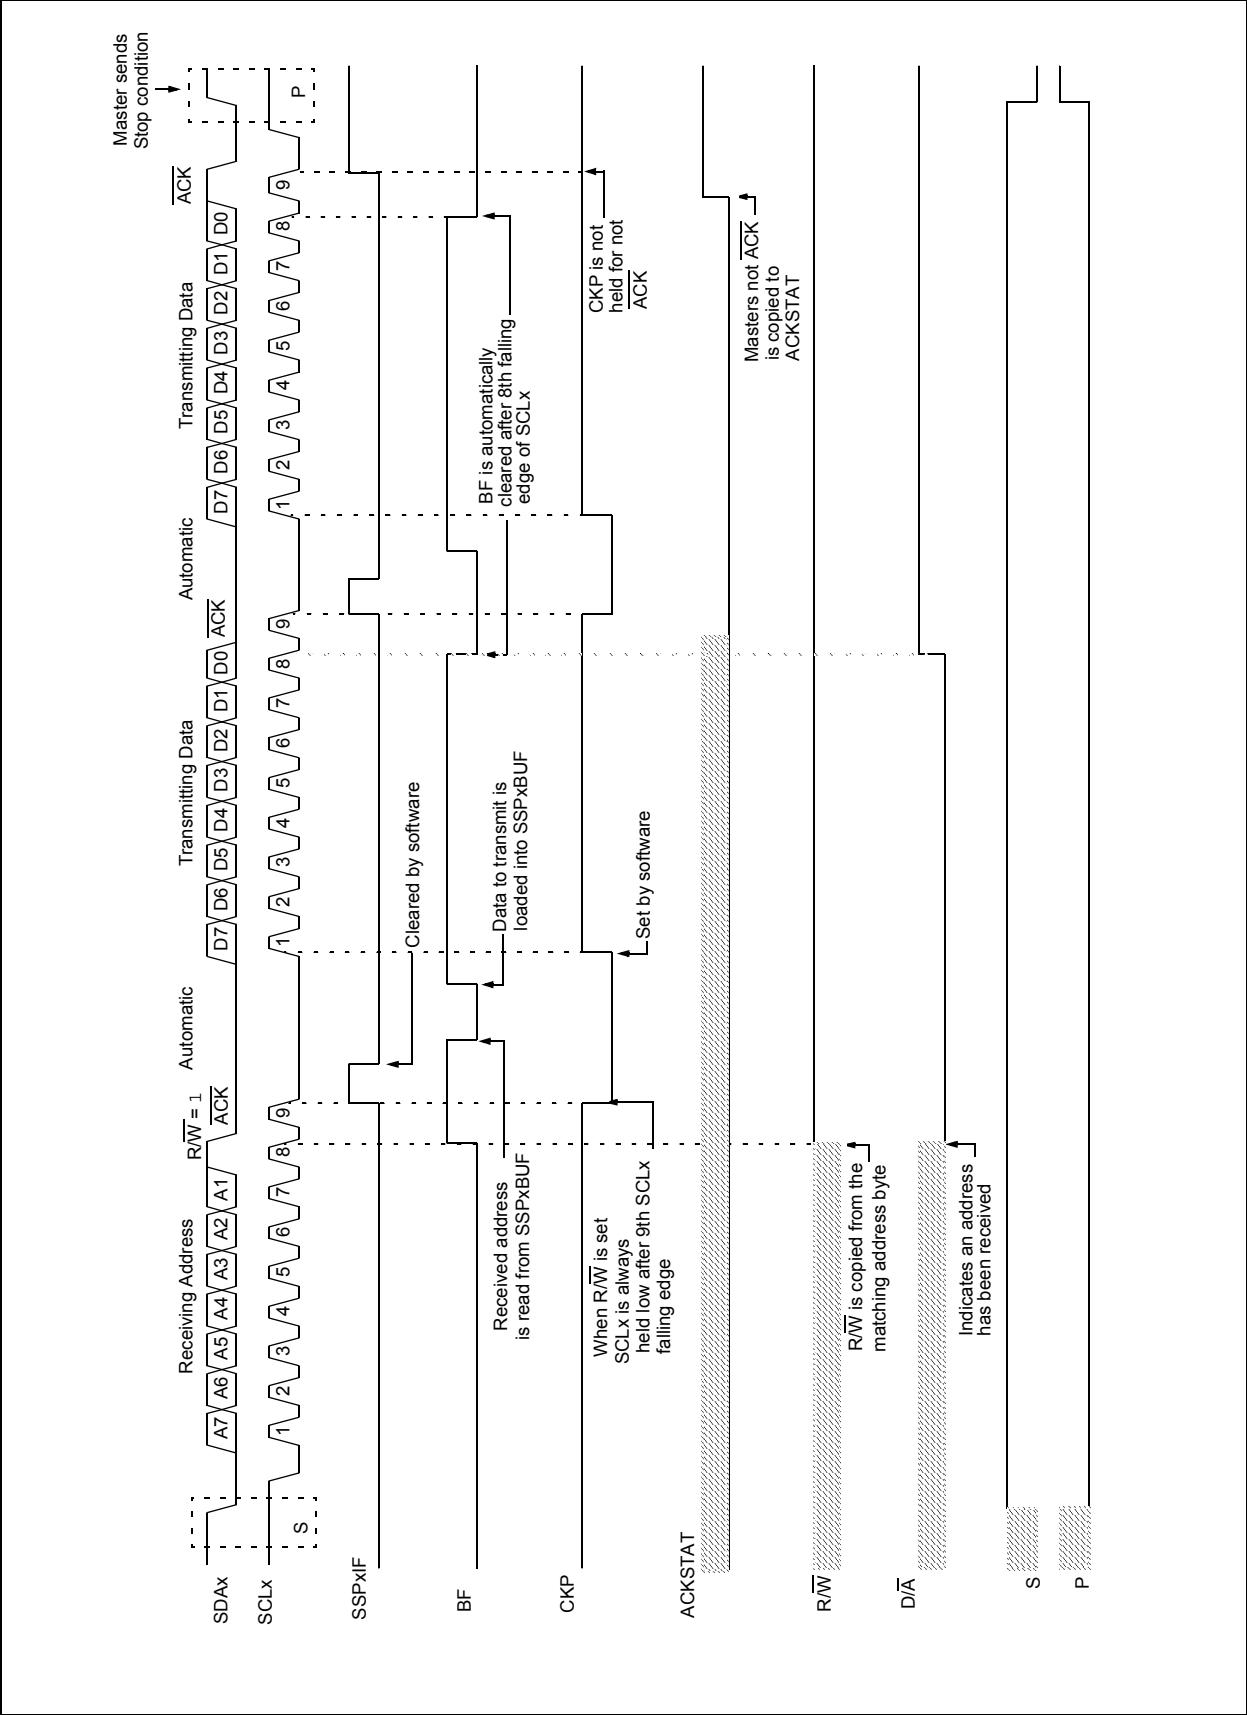 Master sends
Stop condition
Receiving Address
R/W = 1
ACK
Automatic
Transmitting Data
ACK
Automatic
Transmitting Data
ACK
SDAx
A7 A6 A5 A4 A3 A2 A1
D7 D6 D5 D4 D3 D2 D1 D0
D7 D6 D5 D4 D3 D2 D1 D0
SCLx
S
1 2 3 4 5 6 7 8 9
1 2 3 4 5 6 7 8 9
1 2 3 4 5 6 7 8 9
P
SSPxIF
Cleared by software
BF
Received address
is read from SSPxBUF
Data to transmit is
loaded into SSPxBUF
BF is automatically
cleared after 8th falling
edge of SCLx
CKP
When R/W is set
SCLx is always
held low after 9th SCLx
falling edge
Set by software
CKP is not
held for not
ACK
ACKSTAT
Masters not ACK
is copied to
ACKSTAT
R/W
R/W is copied from the
matching address byte
D/A
Indicates an address
has been received
S
P